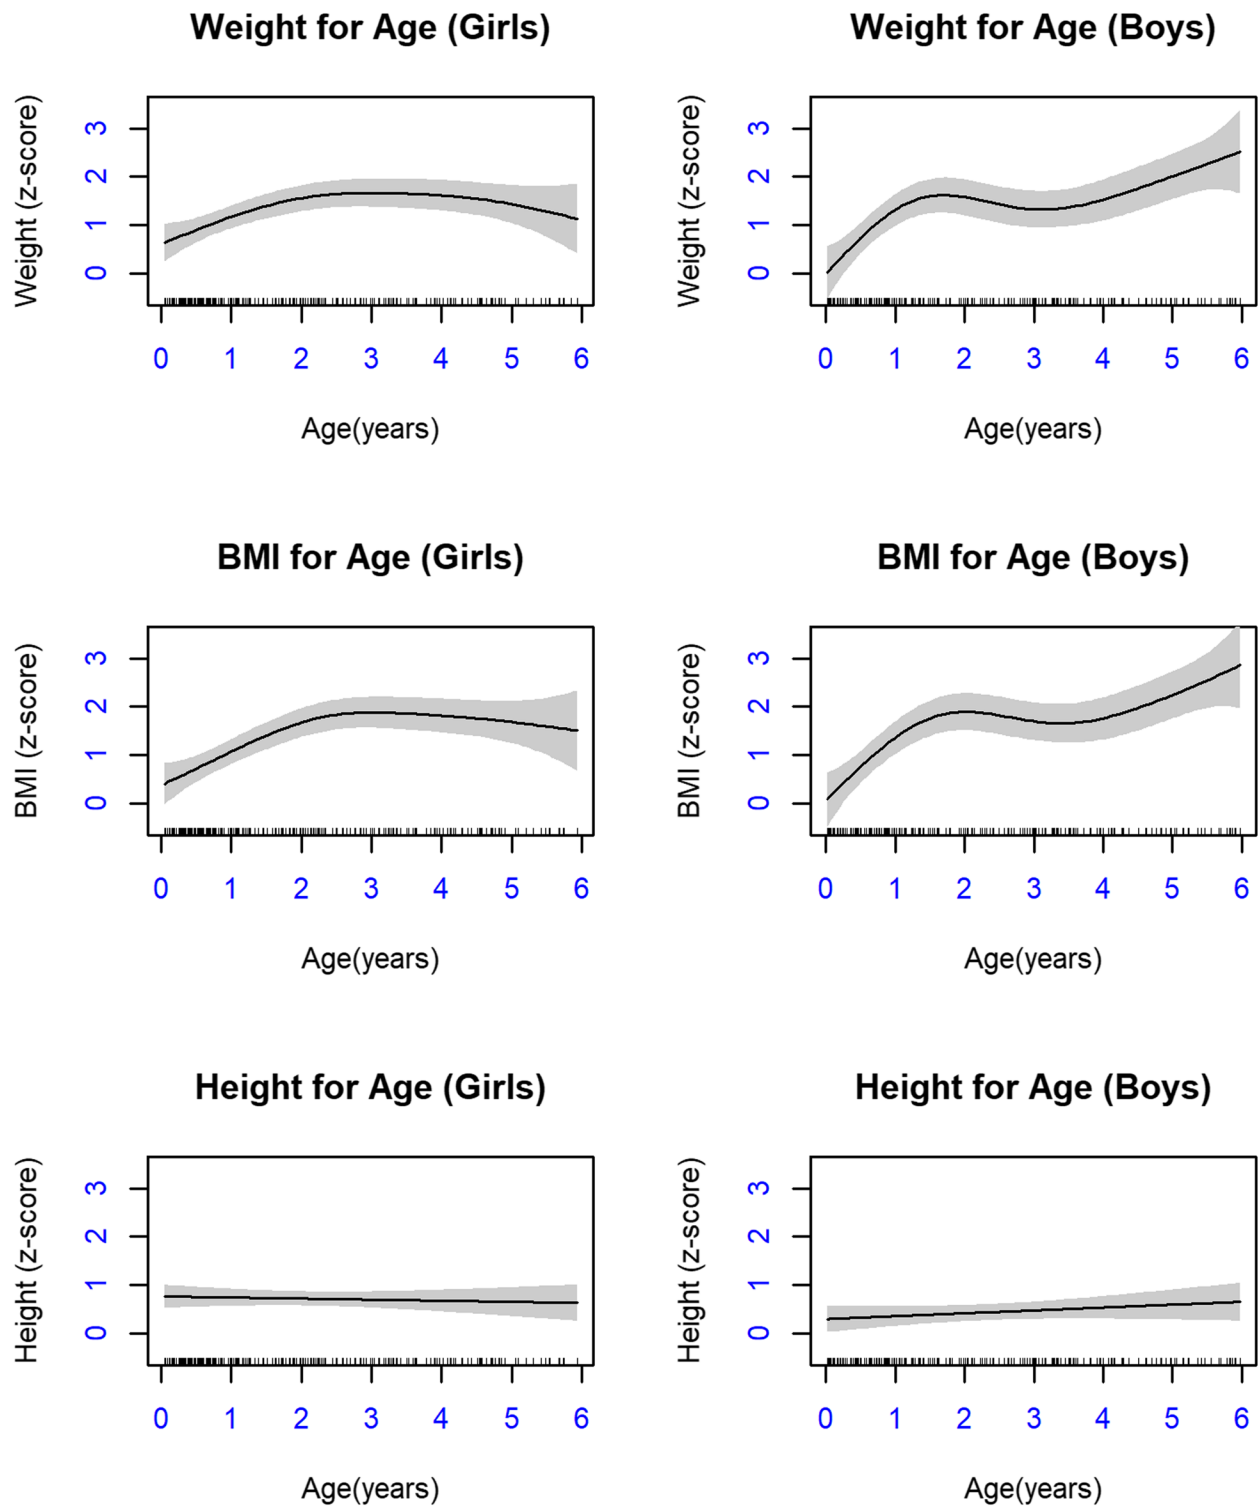 Weight for Age (Girls)
Weight (z-score)
3
2
1
0
0 1 2 3 4 5 6
Age(years)
Weight for Age (Boys)
Weight (z-score)
3
2
1
0
0 1 2 3 4 5 6
Age(years)
BMI for Age (Girls)
BMI (z-score)
3
2
1
0
0 1 2 3 4 5 6
Age(years)
BMI for Age (Boys)
BMI (z-score)
3
2
1
0
0 1 2 3 4 5 6
Age(years)
Height for Age (Girls)
Height (z-score)
3
2
1
0
0 1 2 3 4 5 6
Age(years)
Height for Age (Boys)
Height (z-score)
3
2
1
0
0 1 2 3 4 5 6
Age(years)